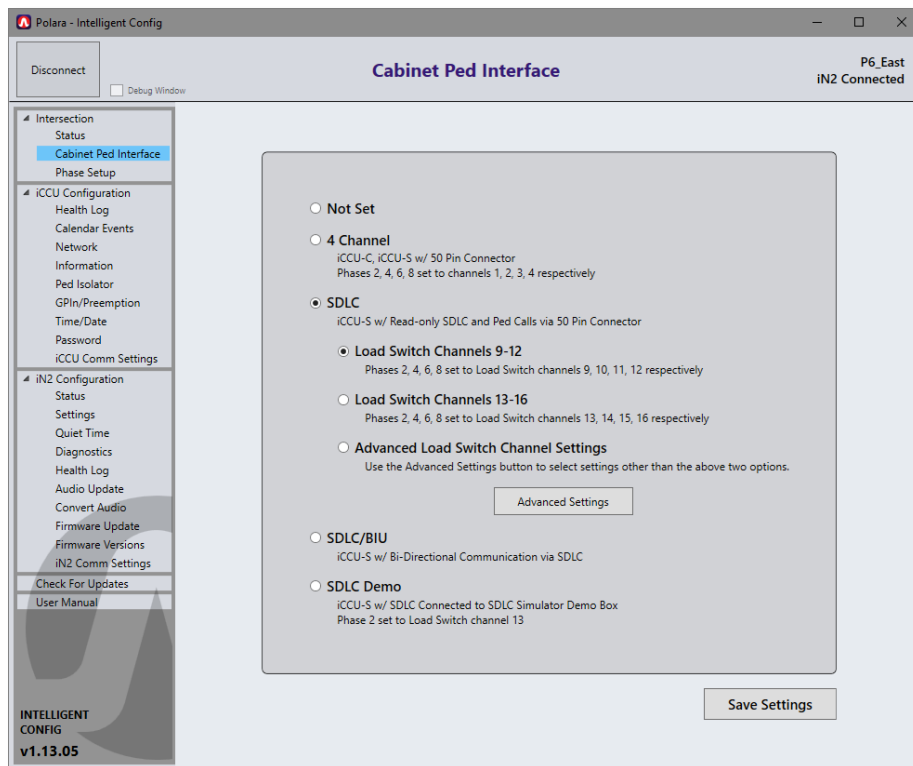 Polara - Intelligent Config
Disconnect
Debug Window
Cabinet Ped Interface
P6_East
iN2 Connected
Intersection
Status
Cabinet Ped Interface
Phase Setup
iCCU Configuration
Health Log
Calendar Events
Network
Information
Ped Isolator
GPIn/Preemption
Time/Date
Password
iCCU Comm Settings
iN2 Configuration
Status
Settings
Quiet Time
Diagnostics
Health Log
Audio Update
Convert Audio
Firmware Update
Firmware Versions
iN2 Comm Settings
Check For Updates
User Manual
INTELLIGENT
CONFIG
v1.13.05
Not Set
4 Channel
iCCU-C, iCCU-S w/ 50 Pin Connector
Phases 2, 4, 6, 8 set to channels 1, 2, 3, 4 respectively
SDLC
iCCU-S w/ Read-only SDLC and Ped Calls via 50 Pin Connector
Load Switch Channels 9-12
Phases 2, 4, 6, 8 set to Load Switch channels 9, 10, 11, 12 respectively
Load Switch Channels 13-16
Phases 2, 4, 6, 8 set to Load Switch channels 13, 14, 15, 16 respectively
Advanced Load Switch Channel Settings
Use the Advanced Settings button to select settings other than the above two options.
Advanced Settings
SDLC/BIU
iCCU-S w/ Bi-Directional Communication via SDLC
SDLC Demo
iCCU-S w/ SDLC Connected to SDLC Simulator Demo Box
Phase 2 set to Load Switch channel 13
Save Settings